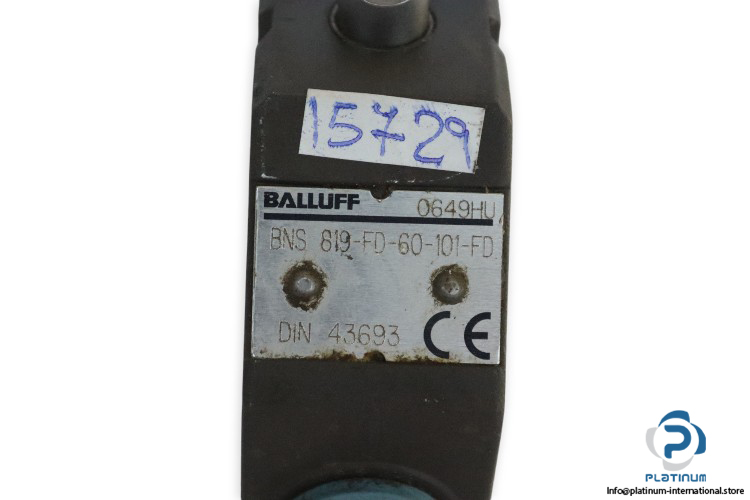 15729
BALLUFF 0649HU
BNS 819-FD-60-101-FD
DIN 43693 CE
PLATINUM
Info@platinum-international.store